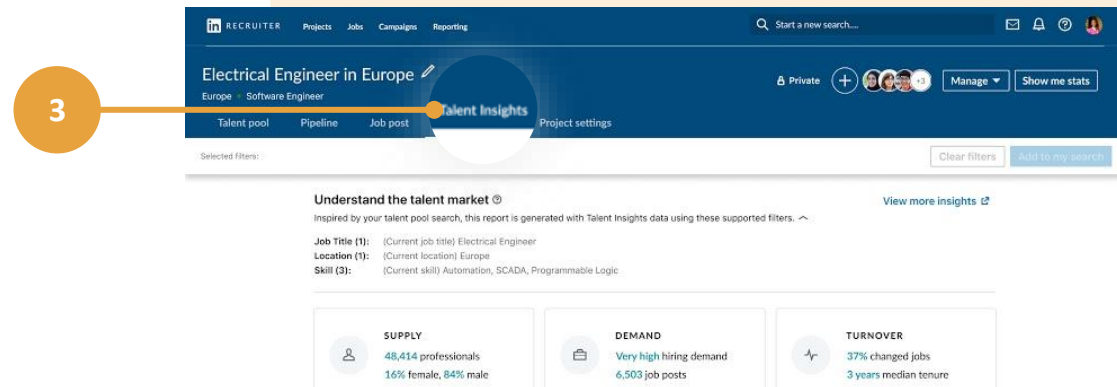 in RECRUITER Projects Jobs Campaigns Reporting Start a new search....
Electrical Engineer in Europe
Europe • Software Engineer
Private +3 Manage Show me stats
3
Talent pool Pipeline Job post Talent Insights Project settings
Selected filters: Clear filters Add to my search
Understand the talent market View more insights
Inspired by your talent pool search, this report is generated with Talent Insights data using these supported filters.
Job Title (1): (Current job title) Electrical Engineer
Location (1): (Current location) Europe
Skill (3): (Current skill) Automation, SCADA, Programmable Logic
SUPPLY
48,414 professionals
16% female, 84% male
DEMAND
Very high hiring demand
6,503 job posts
TURNOVER
37% changed jobs
3 years median tenure